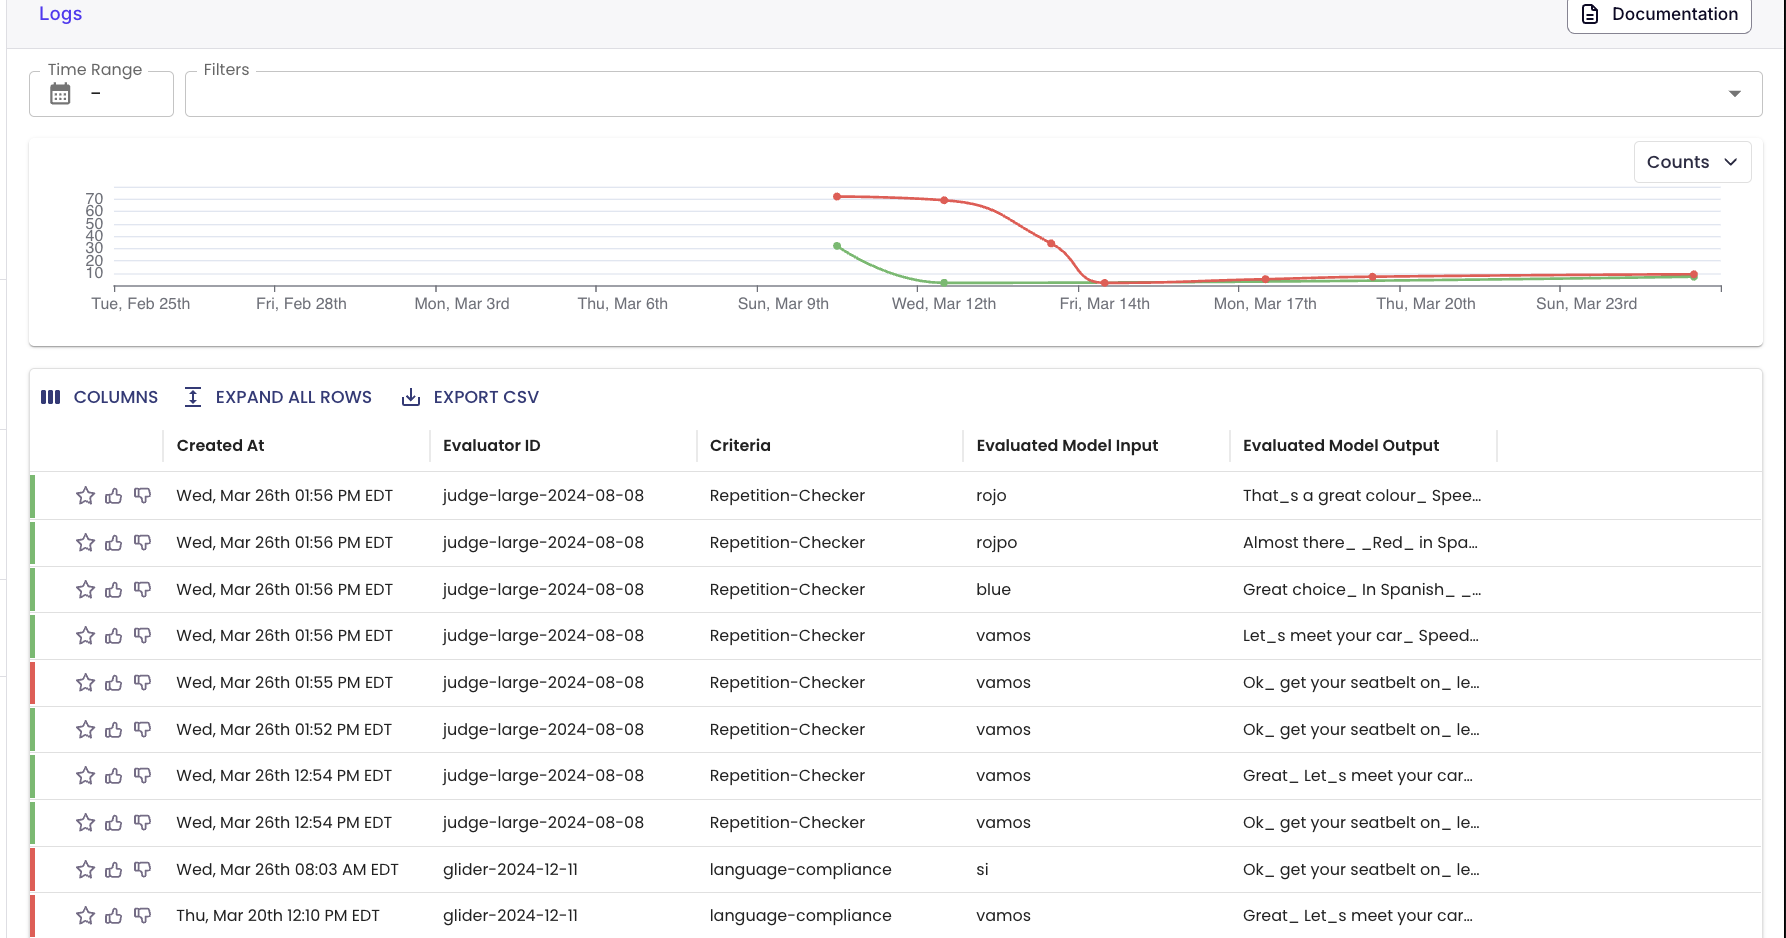 Logs
Documentation
Time Range
Filters
–
Counts
70
60
50
40
30
20
10
Tue, Feb 25th Fri, Feb 28th Mon, Mar 3rd Thu, Mar 6th Sun, Mar 9th Wed, Mar 12th Fri, Mar 14th Mon, Mar 17th Thu, Mar 20th Sun, Mar 23rd
COLUMNS EXPAND ALL ROWS EXPORT CSV
Created At Evaluator ID Criteria Evaluated Model Input Evaluated Model Output
Wed, Mar 26th 01:56 PM EDT judge-large-2024-08-08 Repetition-Checker rojo That_s a great colour_ Spee...
Wed, Mar 26th 01:56 PM EDT judge-large-2024-08-08 Repetition-Checker rojpo Almost there_ _Red_ in Spa...
Wed, Mar 26th 01:56 PM EDT judge-large-2024-08-08 Repetition-Checker blue Great choice_ In Spanish_ _...
Wed, Mar 26th 01:56 PM EDT judge-large-2024-08-08 Repetition-Checker vamos Let_s meet your car_ Speed...
Wed, Mar 26th 01:55 PM EDT judge-large-2024-08-08 Repetition-Checker vamos Ok_ get your seatbelt on_ le...
Wed, Mar 26th 01:52 PM EDT judge-large-2024-08-08 Repetition-Checker vamos Ok_ get your seatbelt on_ le...
Wed, Mar 26th 12:54 PM EDT judge-large-2024-08-08 Repetition-Checker vamos Great_ Let_s meet your car...
Wed, Mar 26th 12:54 PM EDT judge-large-2024-08-08 Repetition-Checker vamos Ok_ get your seatbelt on_ le...
Wed, Mar 26th 08:03 AM EDT glider-2024-12-11 language-compliance si Ok_ get your seatbelt on_ le...
Thu, Mar 20th 12:10 PM EDT glider-2024-12-11 language-compliance vamos Great_ Let_s meet your car...